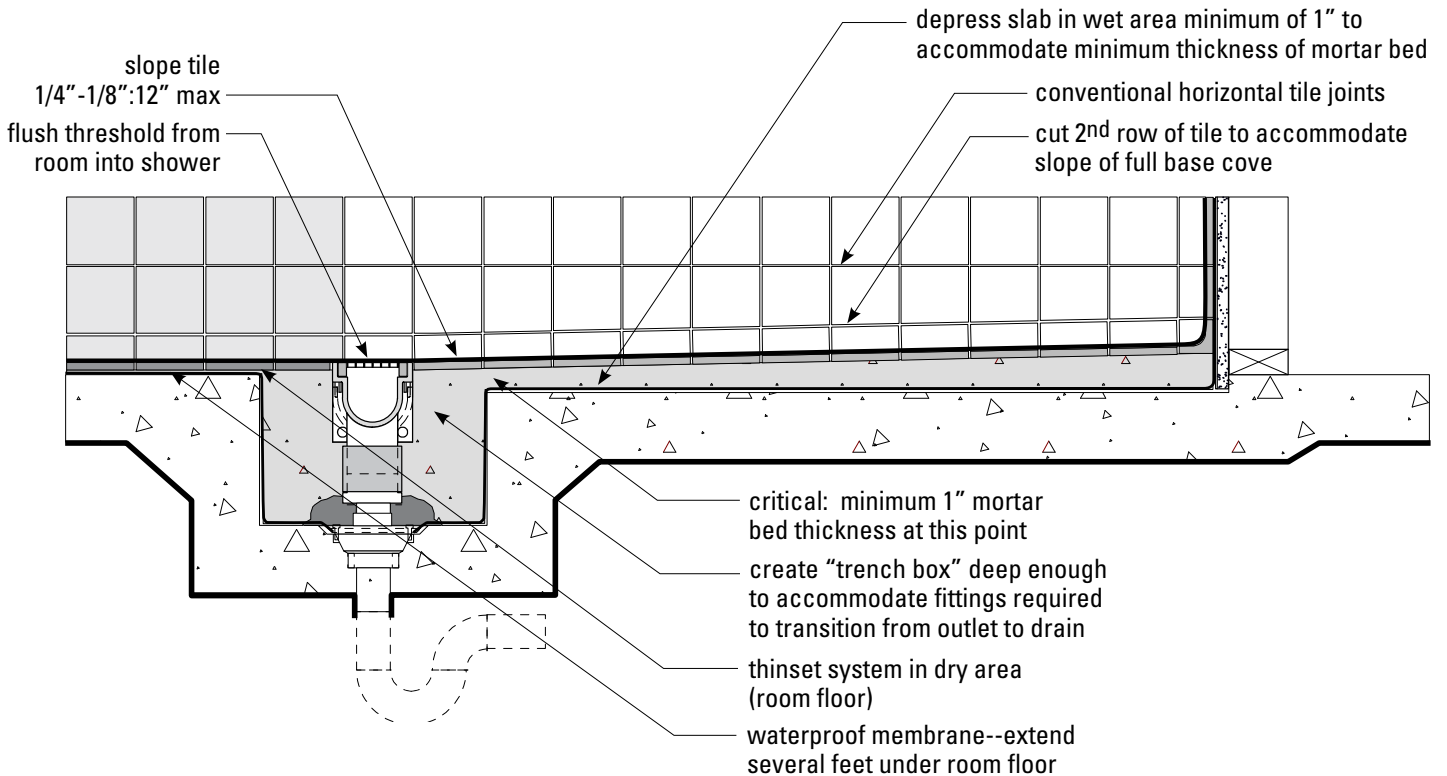 depress slab in wet area minimum of 1” to
accommodate minimum thickness of mortar bed
slope tile
1/4”-1/8”:12” max
conventional horizontal tile joints
flush threshold from
room into shower
cut 2nd row of tile to accommodate
slope of full base cove
critical:  minimum 1” mortar
bed thickness at this point
create “trench box” deep enough
to accommodate fittings required
to transition from outlet to drain
thinset system in dry area
(room floor)
waterproof membrane--extend
several feet under room floor